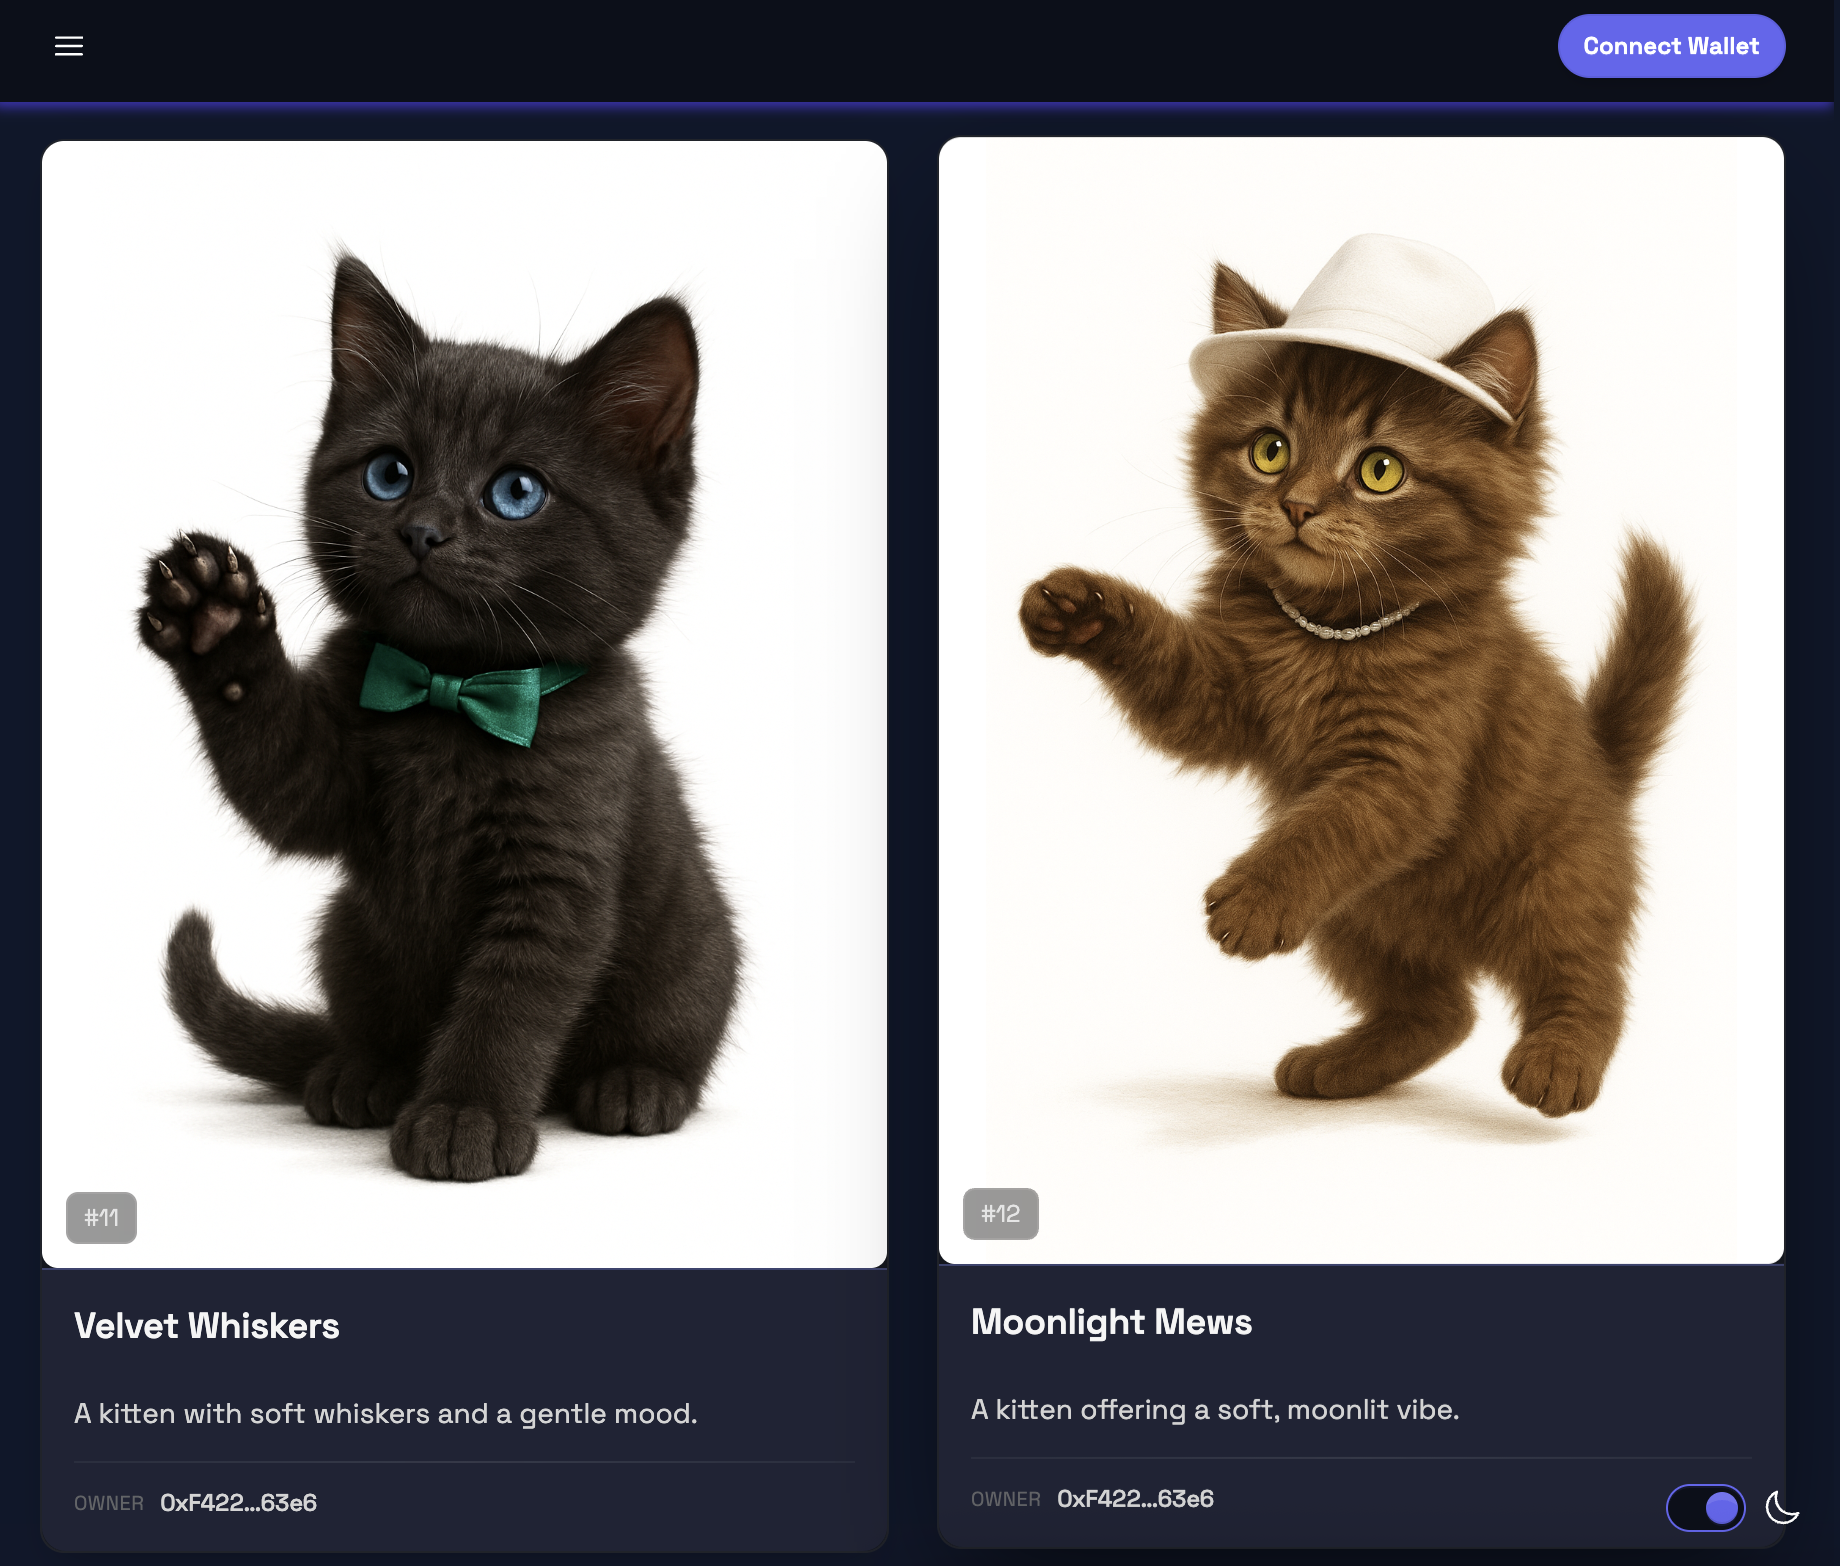 Connect Wallet
#11
Velvet Whiskers
A kitten with soft whiskers and a gentle mood.
OWNER 0xF422...63e6
#12
Moonlight Mews
A kitten offering a soft, moonlit vibe.
OWNER 0xF422...63e6